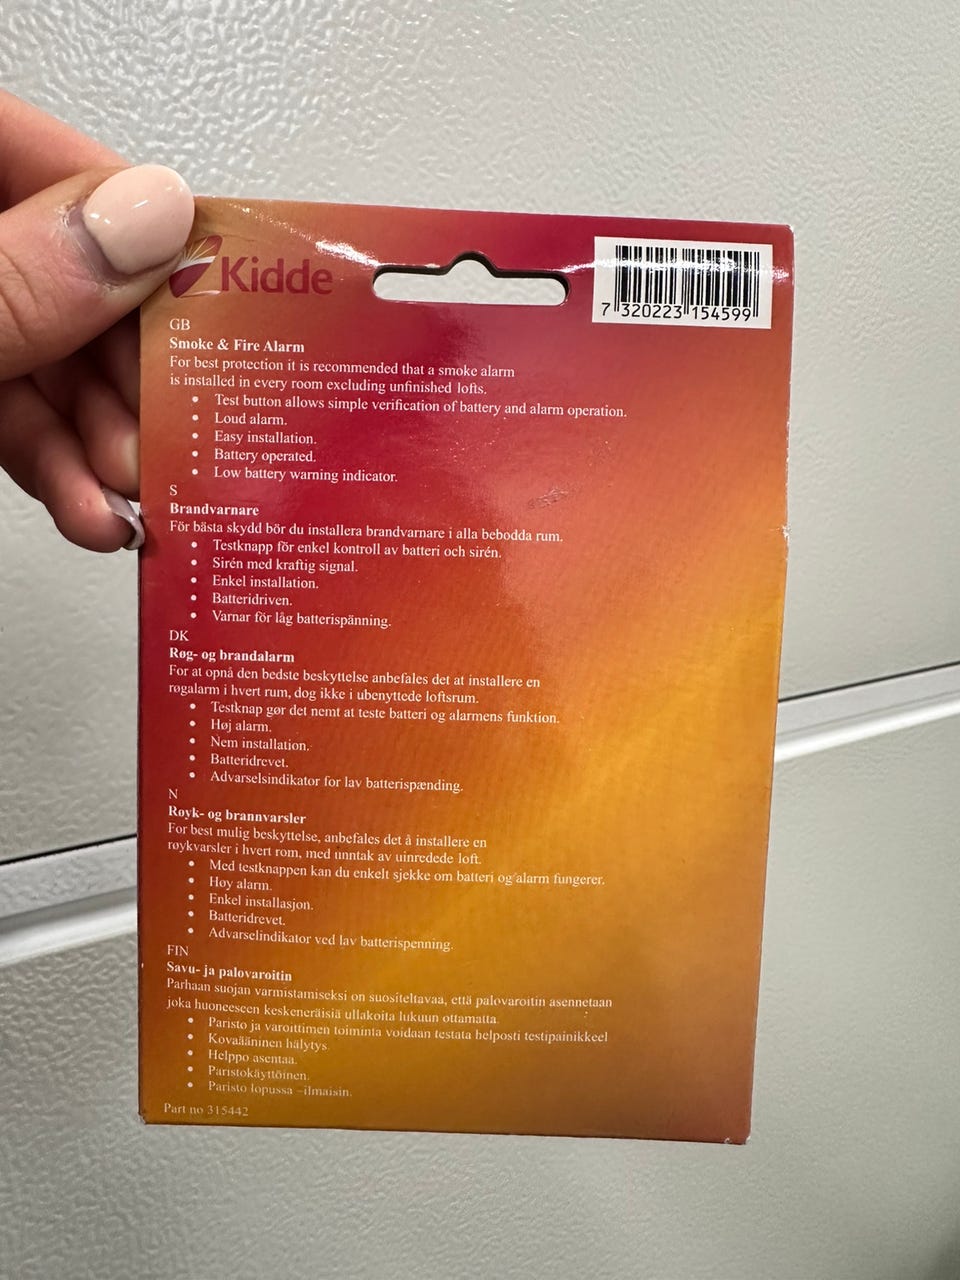 Kidde
7 320223 154599
GB
Smoke & Fire Alarm
For best protection it is recommended that a smoke alarm
is installed in every room excluding unfinished lofts.
• Test button allows simple verification of battery and alarm operation.
• Loud alarm.
• Easy installation.
• Battery operated.
• Low battery warning indicator.
S
Brandvarnare
För bästa skydd bör du installera brandvarnare i alla bebodda rum.
• Testknapp för enkel kontroll av batteri och sirén.
• Sirén med kraftig signal.
• Enkel installation.
• Batteridriven.
• Varnar för låg batterispänning.
DK
Røg- og brandalarm
For at opnå den bedste beskyttelse anbefales det at installere en
røgalarm i hvert rum, dog ikke i ubenyttede loftsrum.
• Testknap gør det nemt at teste batteri og alarmens funktion.
• Høj alarm.
• Nem installation.
• Batteridrevet.
• Advarselsindikator for lav batterispænding.
N
Røyk- og brannvarsler
For best mulig beskyttelse, anbefales det å installere en
røykvarsler i hvert rom, med unntak av uinredede loft.
• Med testknappen kan du enkelt sjekke om batteri og alarm fungerer.
• Høy alarm.
• Enkel installasjon.
• Batteridrevet.
• Advarselindikator ved lav batterispenning.
FIN
Savu- ja palovaroitin
Parhaan suojan varmistamiseksi on suositeltavaa, että palovaroitin asennetaan
joka huoneeseen keskeneräisiä ullakoita lukuun ottamatta.
• Paristo ja varoittimen toiminta voidaan testata helposti testipainikkeel
• Kovaääninen hälytys.
• Helppo asentaa.
• Paristokäyttöinen.
• Paristo lopussa –ilmaisin.
Part no 315442